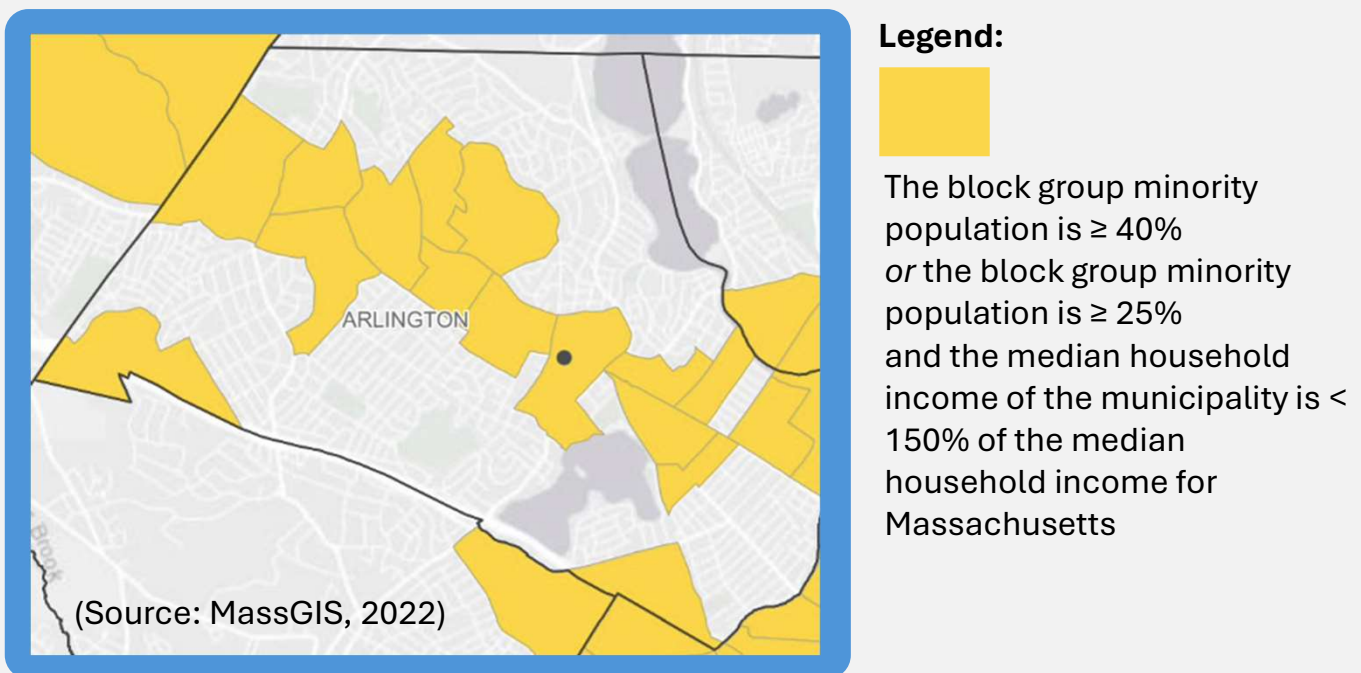 Legend:
The block group minority
population is ≥ 40%
or the block group minority
population is ≥ 25%
and the median household
income of the municipality is <
150% of the median
household income for
Massachusetts
ARLINGTON
Brook
(Source: MassGIS, 2022)